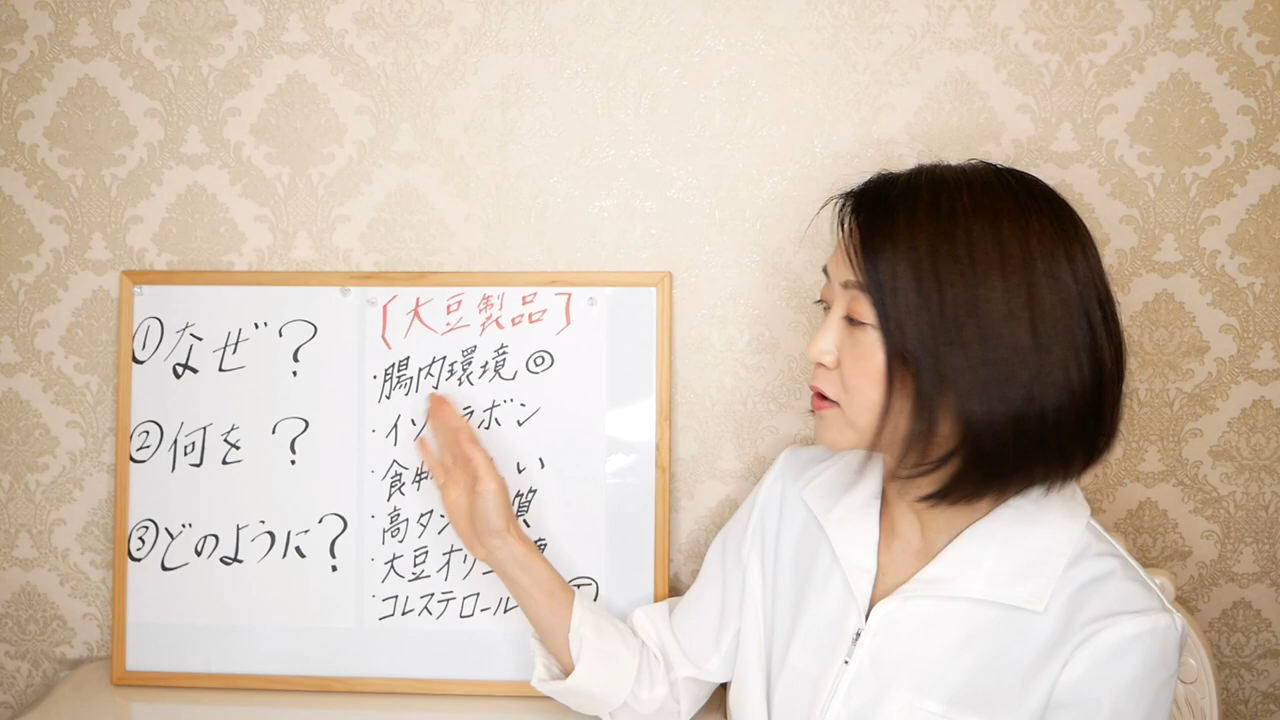 ①なぜ?
②何を?
③どのように?
[大豆製品]
・腸内環境◎
・イソ ラボン
・食 い
・高タン 質
・大豆オリ 糖
・コレステロール